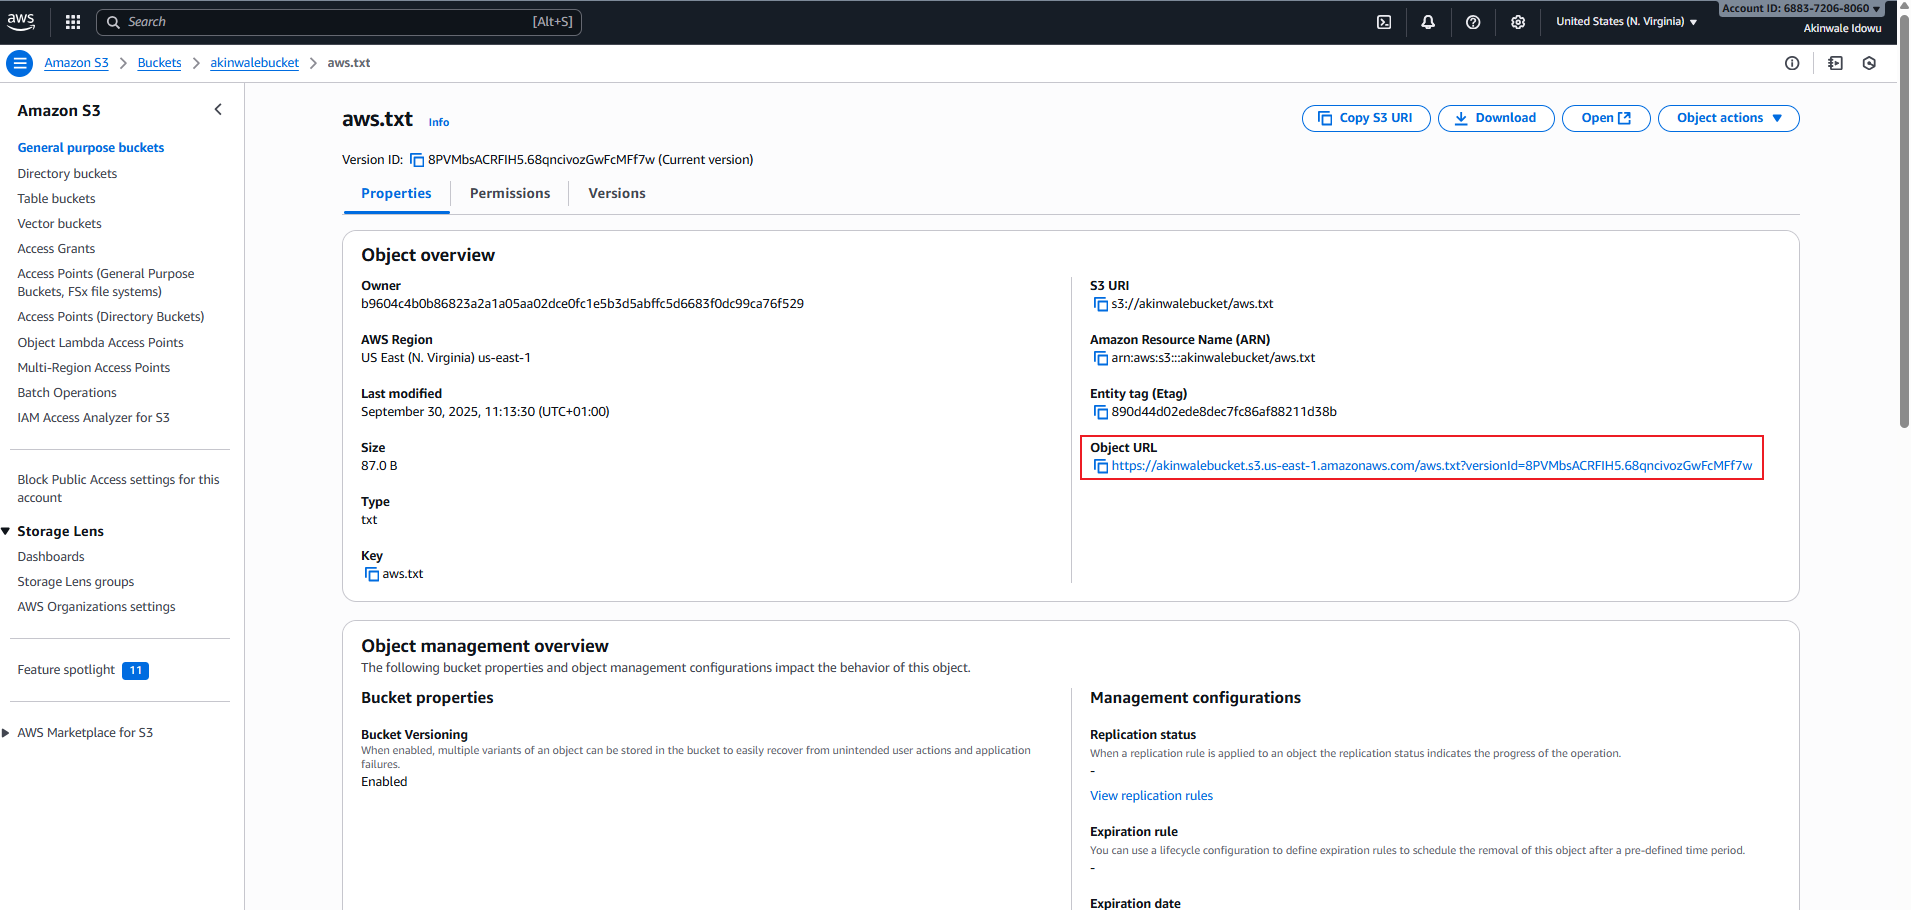 aws
Search [Alt+S]
United States (N. Virginia)
Account ID: 6883-7206-8060
Akinwale Idowu
Amazon S3
Buckets
akinwalebucket
aws.txt
Amazon S3
General purpose buckets
Directory buckets
Table buckets
Vector buckets
Access Grants
Access Points (General Purpose
Buckets, FSx file systems)
Access Points (Directory Buckets)
Object Lambda Access Points
Multi-Region Access Points
Batch Operations
IAM Access Analyzer for S3
Block Public Access settings for this
account
Storage Lens
Dashboards
Storage Lens groups
AWS Organizations settings
Feature spotlight 11
AWS Marketplace for S3
aws.txt Info
Copy S3 URI
Download
Open
Object actions
Version ID: 8PVMbsACRFIH5.68qncivozGwFcMFf7w (Current version)
Properties
Permissions
Versions
Object overview
Owner
b9604c4b0b86823a2a1a05aa02dce0fc1e5b3d5abffc5d6683f0dc99ca76f529
AWS Region
US East (N. Virginia) us-east-1
Last modified
September 30, 2025, 11:13:30 (UTC+01:00)
Size
87.0 B
Type
txt
Key
aws.txt
S3 URI
s3://akinwalebucket/aws.txt
Amazon Resource Name (ARN)
arn:aws:s3:::akinwalebucket/aws.txt
Entity tag (Etag)
890d44d02ede8dec7fc86af88211d38b
Object URL
https://akinwalebucket.s3.us-east-1.amazonaws.com/aws.txt?versionId=8PVMbsACRFIH5.68qncivozGwFcMFf7w
Object management overview
The following bucket properties and object management configurations impact the behavior of this object.
Bucket properties
Bucket Versioning
When enabled, multiple variants of an object can be stored in the bucket to easily recover from unintended user actions and application
failures.
Enabled
Management configurations
Replication status
When a replication rule is applied to an object the replication status indicates the progress of the operation.
-
View replication rules
Expiration rule
You can use a lifecycle configuration to define expiration rules to schedule the removal of this object after a pre-defined time period.
-
Expiration date